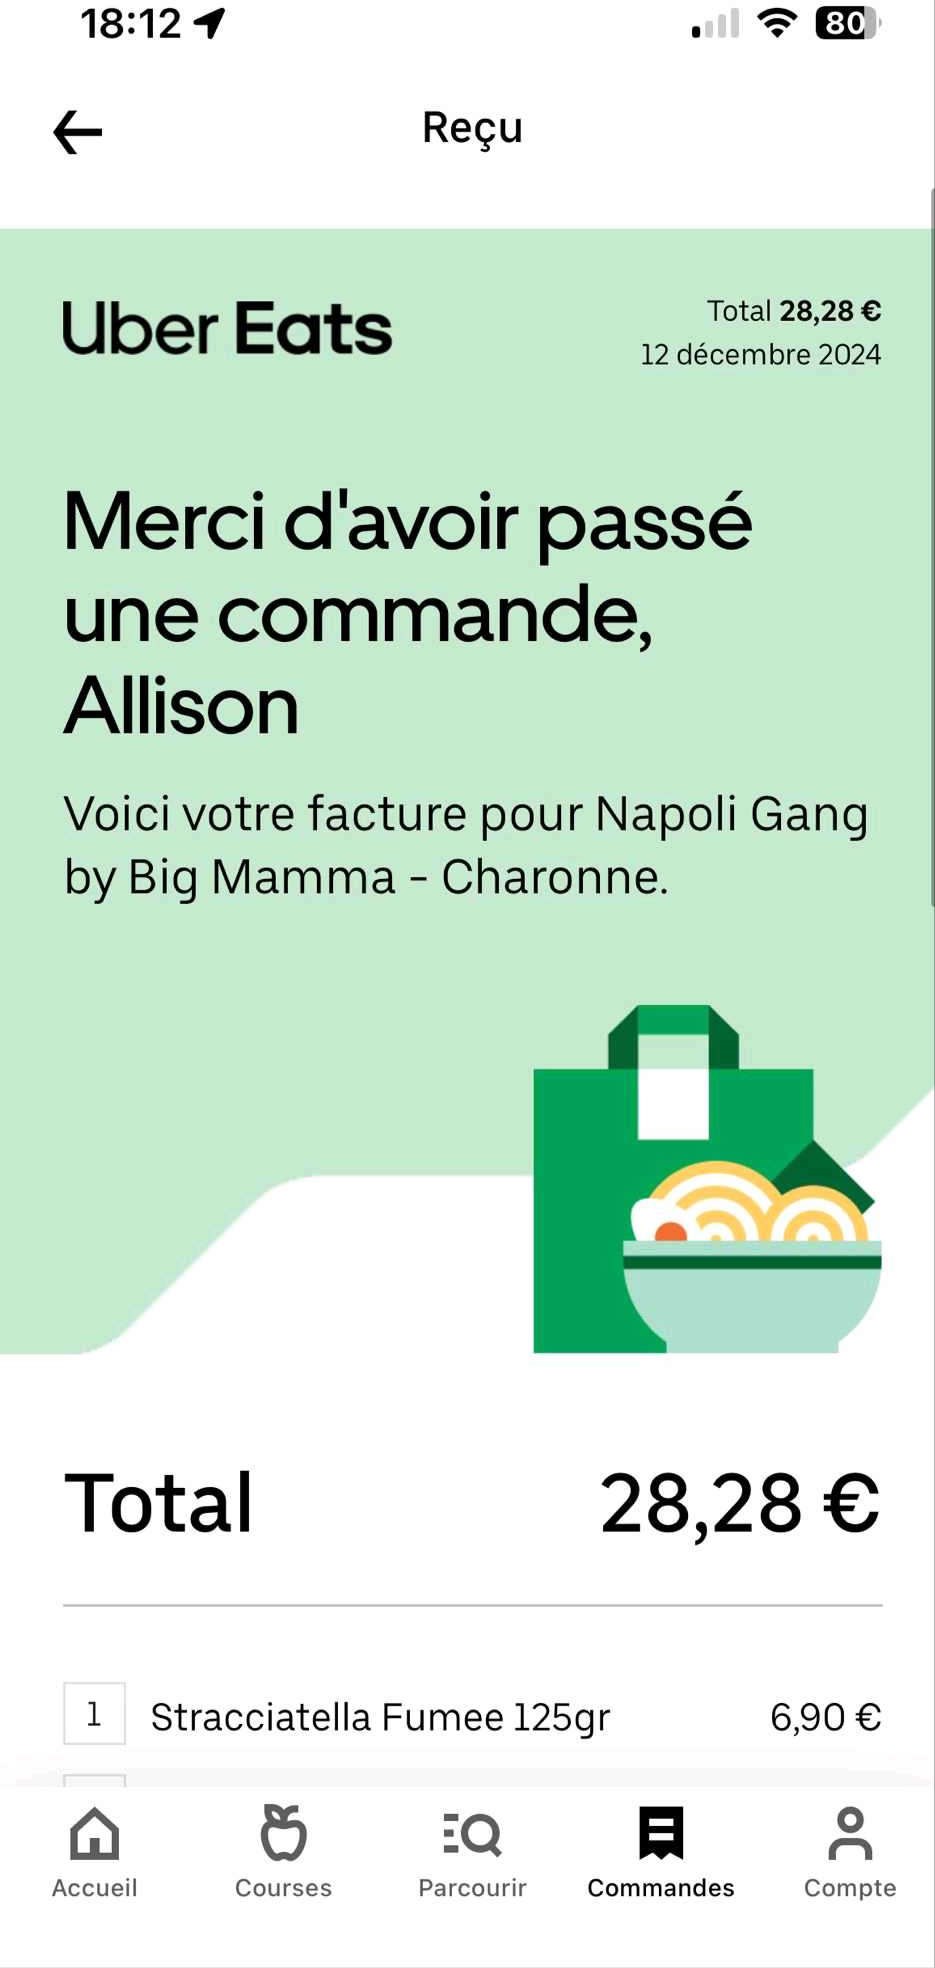 18:12
80
Reçu
Uber Eats
Total 28,28 €
12 décembre 2024
Merci d'avoir passé
une commande,
Allison
Voici votre facture pour Napoli Gang
by Big Mamma - Charonne.
Total 28,28 €
1 Stracciatella Fumee 125gr 6,90 €
Accueil Courses Parcourir Commandes Compte